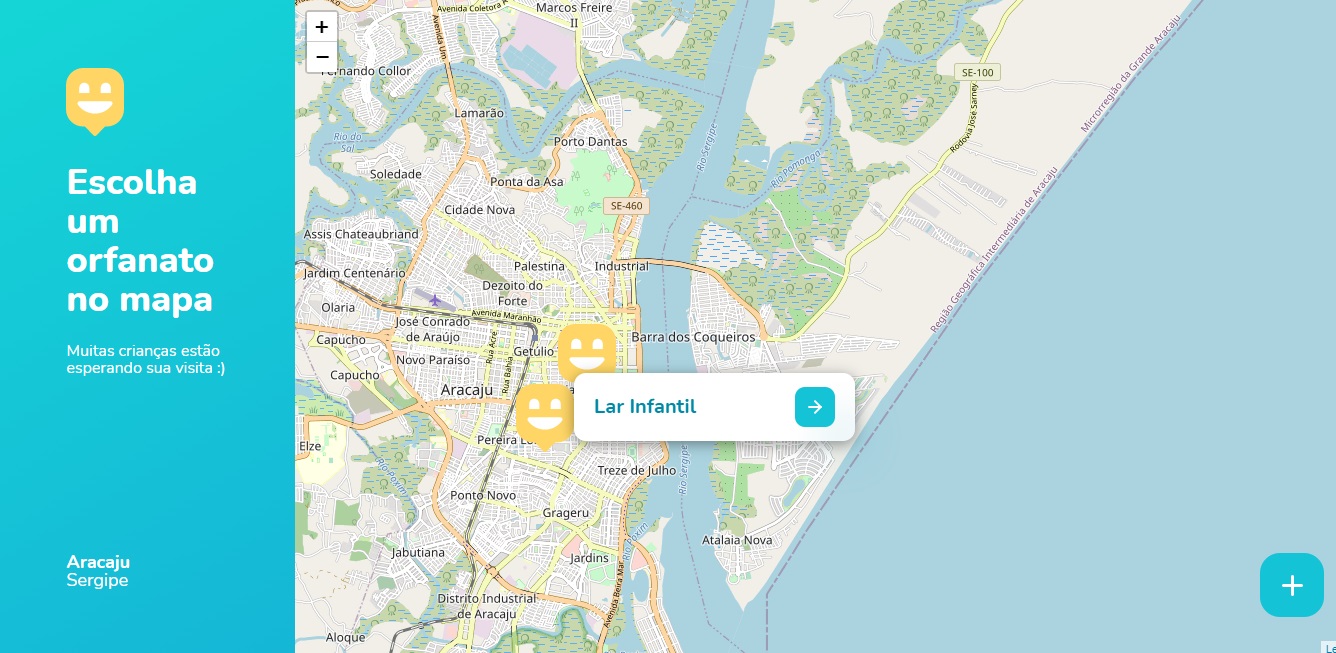 Escolha
um
orfanato
no mapa
Muitas crianças estão
esperando sua visita :)
Aracaju
Sergipe
+
−
Avenida Coletora A
Marcos Freire
II
Avenida Um
Fernando Collor
SE-100
Microrregião da Grande Aracaju
Lamarão
Rodovia José Sarney
Rio do
Sal
Porto Dantas
Rio Sergipe
Soledade
Ponta da Asa
Rio Pomonga
Cidade Nova
SE-460
Assis Chateaubriand
Região Geográfica Intermediária de Aracaju
Palestina
Industrial
Jardim Centenário
Dezoito do
Forte
Olaria
Avenida Maranhão
José Conrado
de Araújo
Capucho
Rua Acre
Getúlio
Barra dos Coqueiros
Novo Paraíso
Rua Bahia
Capucho
Aracaju
Lar Infantil
Pereira
Elze
Rio Poxim
Treze de Julho
Rio Sergipe
Ponto Novo
Grageru
Rio Poxim
Atalaia Nova
Jabutiana
Jardins
Avenida Beira Mar
Distrito Industrial
de Aracaju
Aloque
+
Le